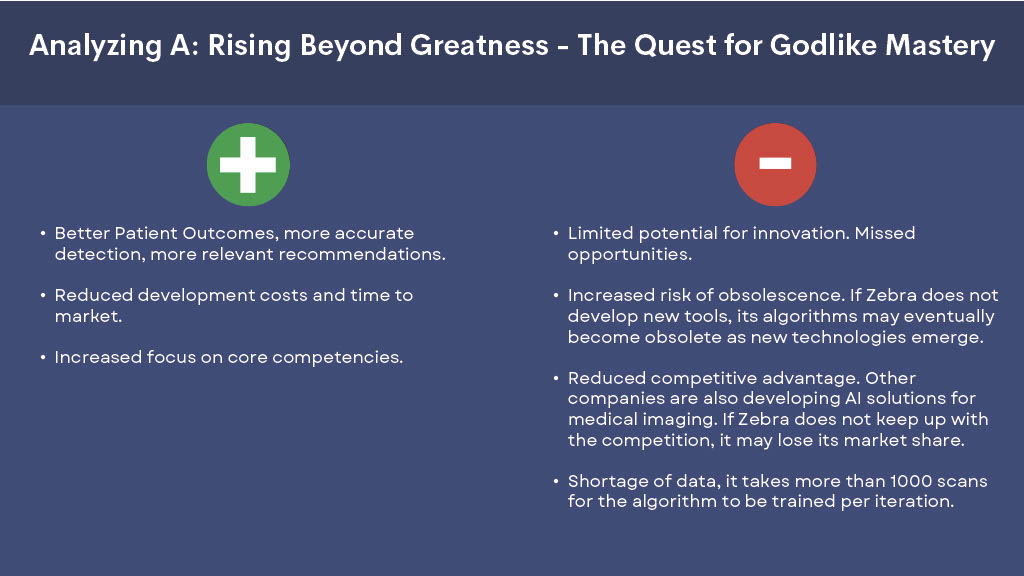 Analyzing A: Rising Beyond Greatness - The Quest for Godlike Mastery
• Better Patient Outcomes, more accurate
detection, more relevant recommendations.
• Reduced development costs and time to
market.
• Increased focus on core competencies.
• Limited potential for innovation. Missed
opportunities.
• Increased risk of obsolescence. If Zebra does not
develop new tools, its algorithms may eventually
become obsolete as new technologies emerge.
• Reduced competitive advantage. Other
companies are also developing AI solutions for
medical imaging. If Zebra does not keep up with
the competition, it may lose its market share.
• Shortage of data, it takes more than 1000 scans
for the algorithm to be trained per iteration.